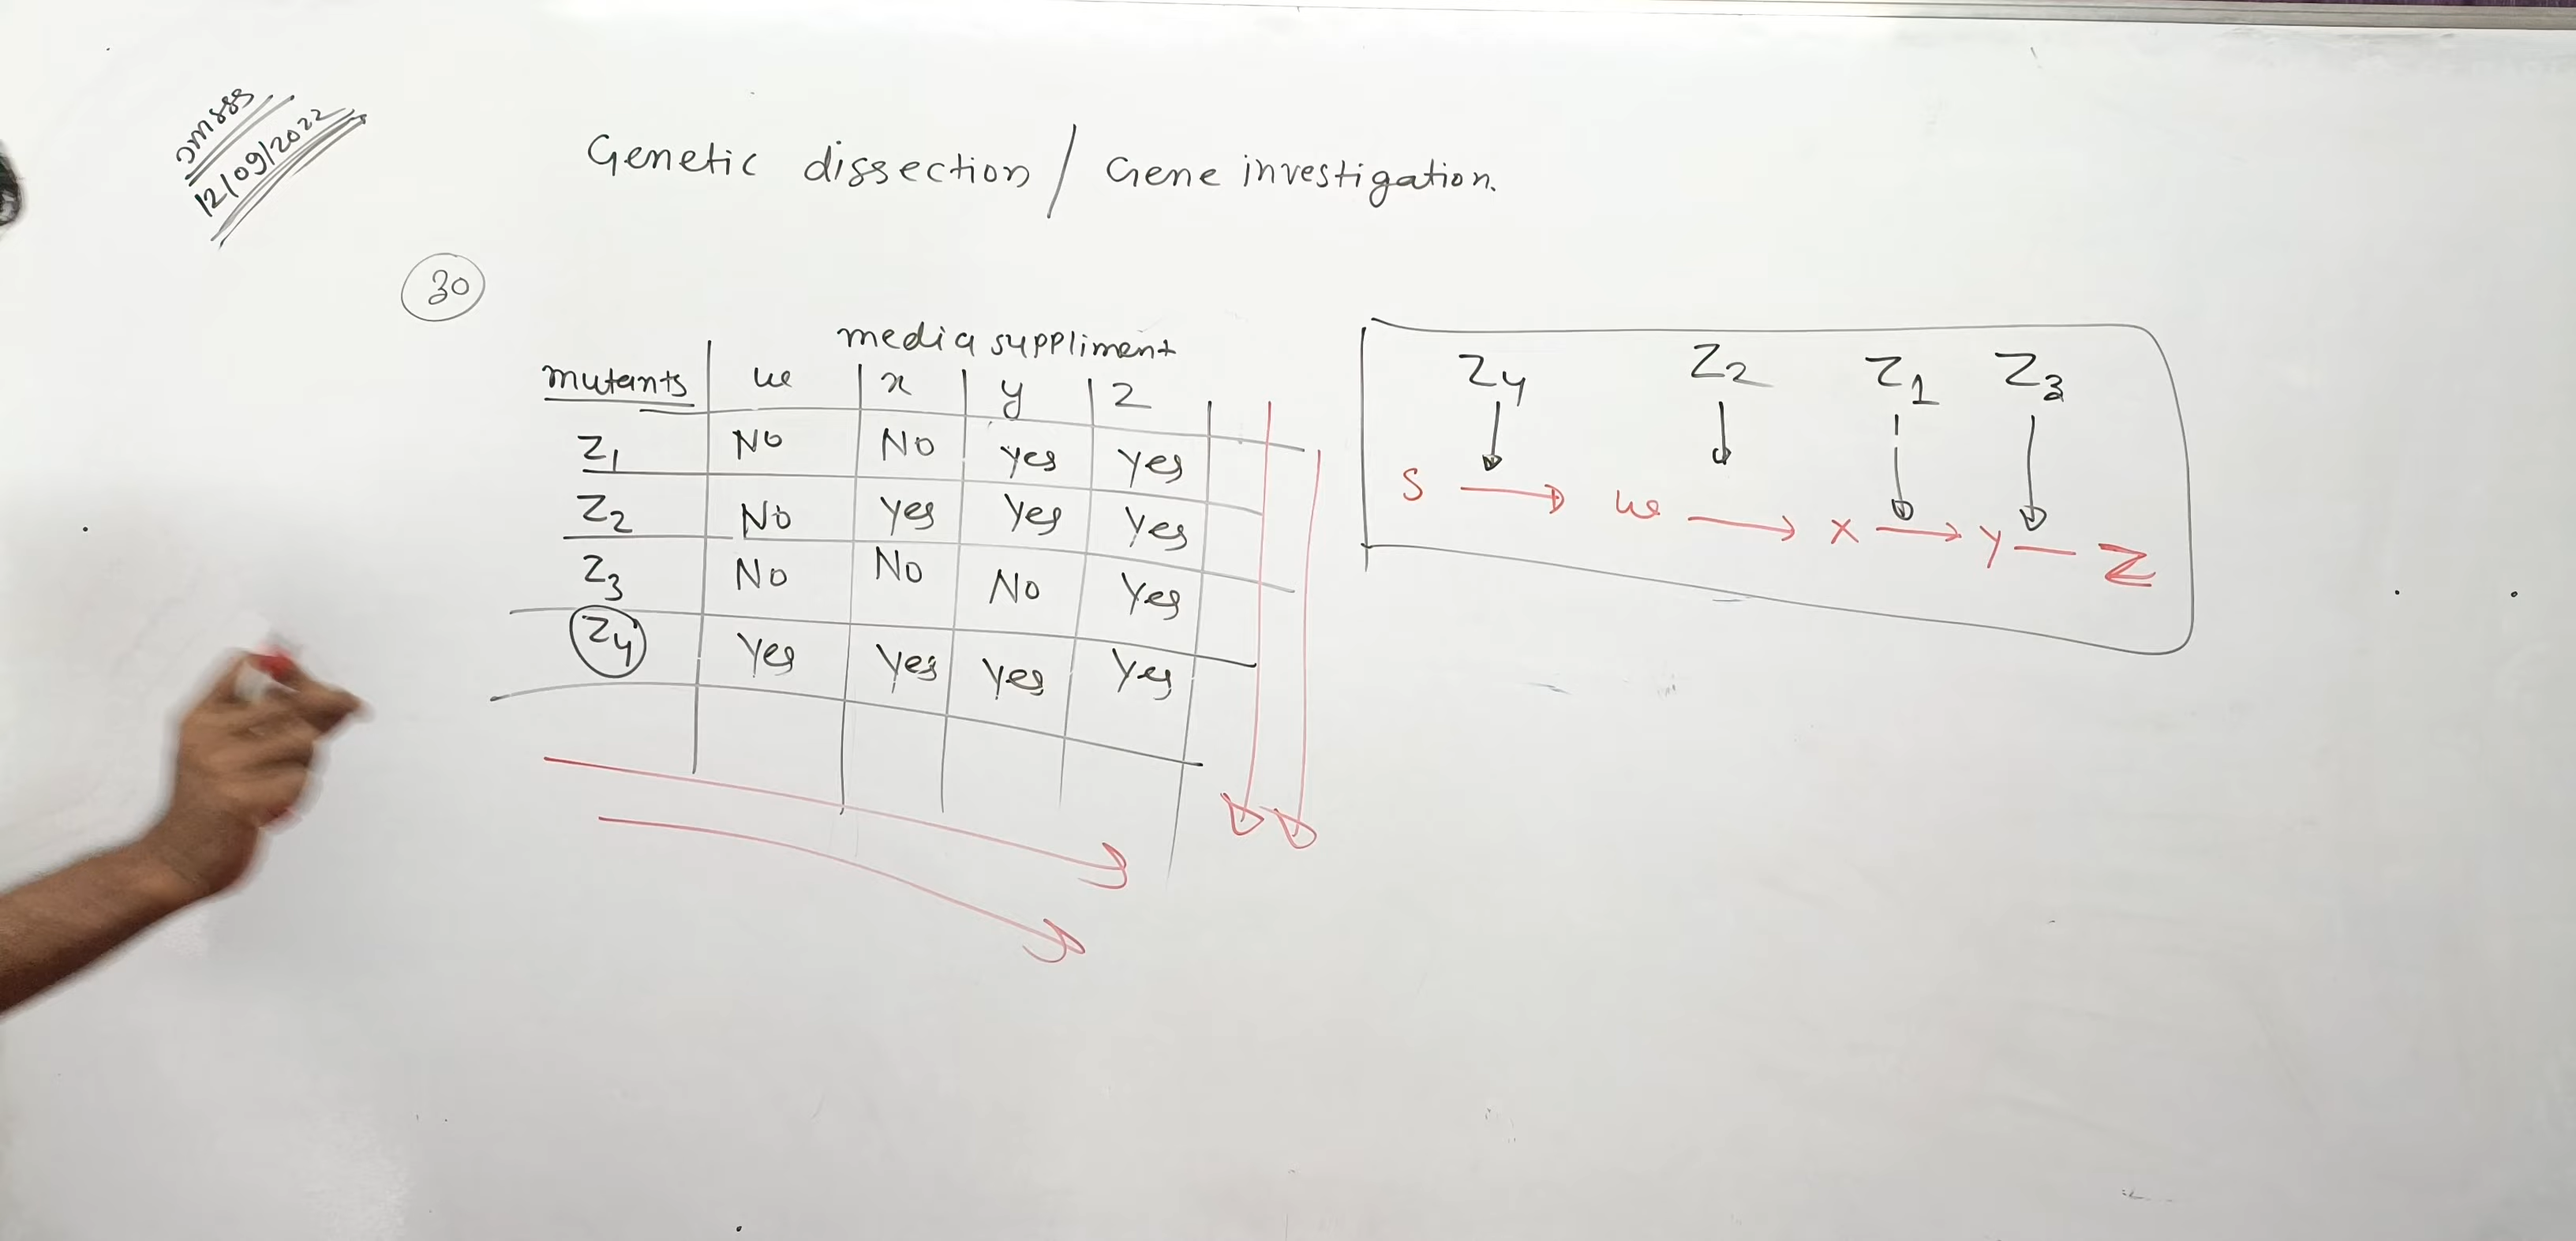 12/09/2022
Genetic dissection / Gene investigation.
30
media suppliment
mutants w x y z
Z1 No No yes yes
Z2 No Yes Yes Yes
Z3 No No No Yes
Z4 Yes Yes Yes Yes
Z4 Z2 Z1 Z3
S → w → x → y — Z